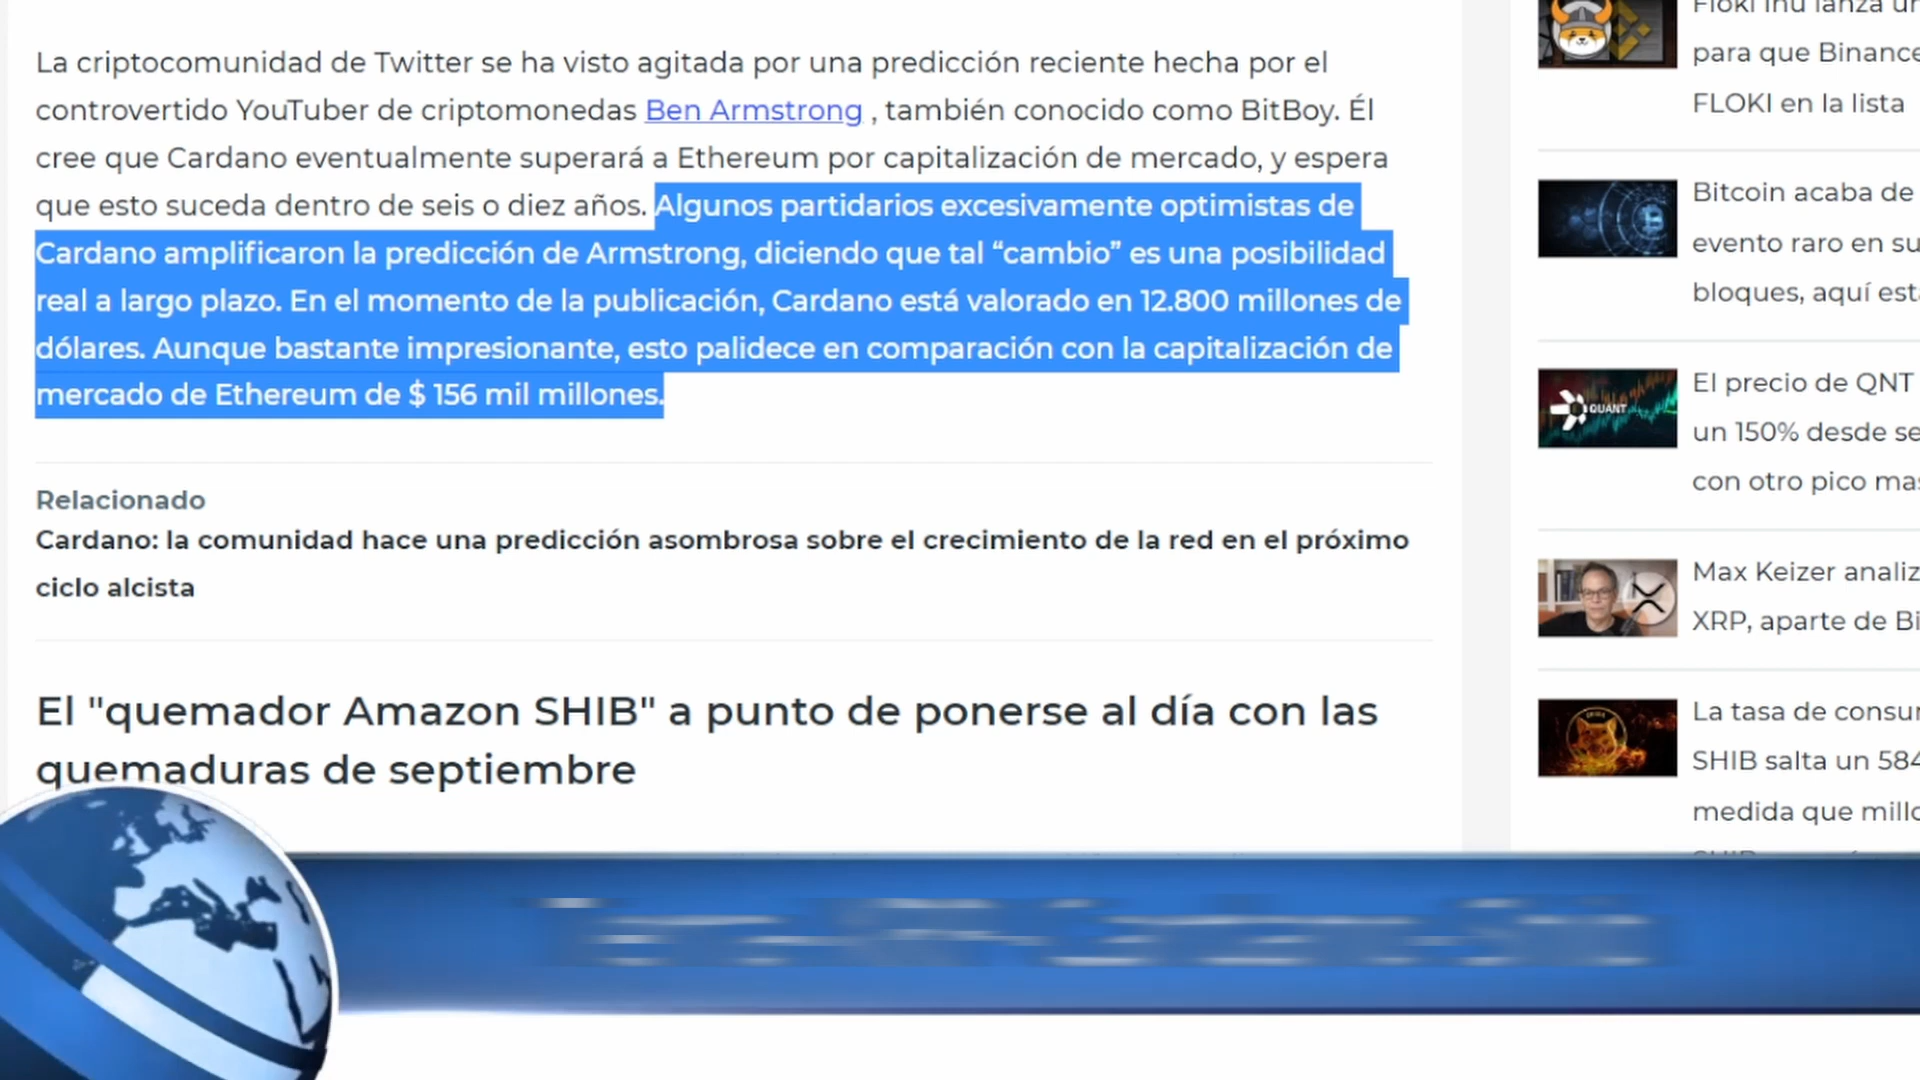 La criptocomunidad de Twitter se ha visto agitada por una predicción reciente hecha por el
controvertido YouTuber de criptomonedas Ben Armstrong , también conocido como BitBoy. Él
cree que Cardano eventualmente superará a Ethereum por capitalización de mercado, y espera
que esto suceda dentro de seis o diez años. Algunos partidarios excesivamente optimistas de
Cardano amplificaron la predicción de Armstrong, diciendo que tal “cambio” es una posibilidad
real a largo plazo. En el momento de la publicación, Cardano está valorado en 12.800 millones de
dólares. Aunque bastante impresionante, esto palidece en comparación con la capitalización de
mercado de Ethereum de $ 156 mil millones.
Relacionado
Cardano: la comunidad hace una predicción asombrosa sobre el crecimiento de la red en el próximo
ciclo alcista
El "quemador Amazon SHIB" a punto de ponerse al día con las
quemaduras de septiembre
Floki Inu lanza un
para que Binance
FLOKI en la lista
Bitcoin acaba de
evento raro en su
bloques, aquí est
QUANT
El precio de QNT
un 150% desde se
con otro pico mas
Max Keizer analiz
XRP, aparte de Bi
La tasa de consu
SHIB salta un 584
medida que millo